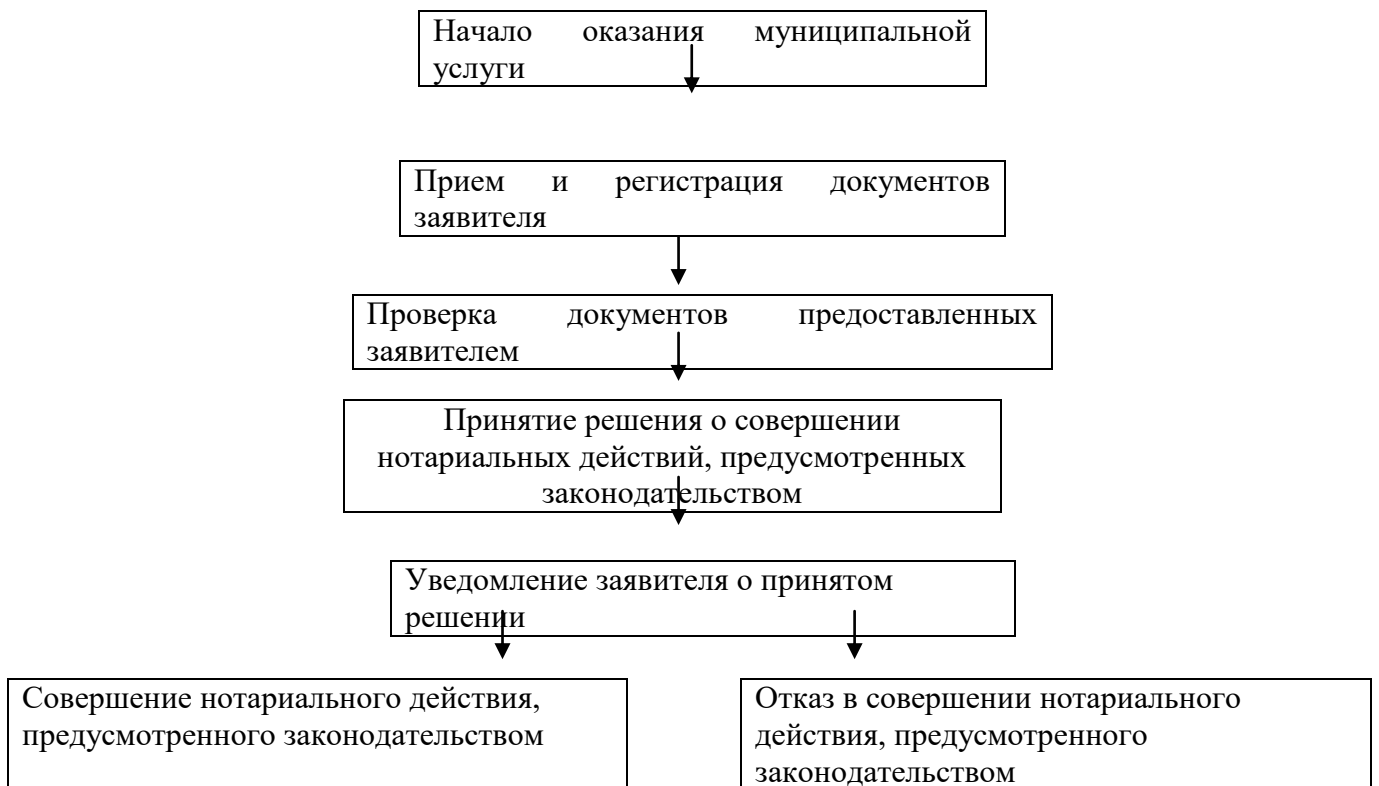 Начало оказания муниципальной
услуги
Прием и регистрация документов
заявителя
Проверка документов предоставленных
заявителем
Принятие решения о совершении
нотариальных действий, предусмотренных
законодательством
Уведомление заявителя о принятом
решении
Совершение нотариального действия,
предусмотренного законодательством
Отказ в совершении нотариального
действия, предусмотренного
законодательством